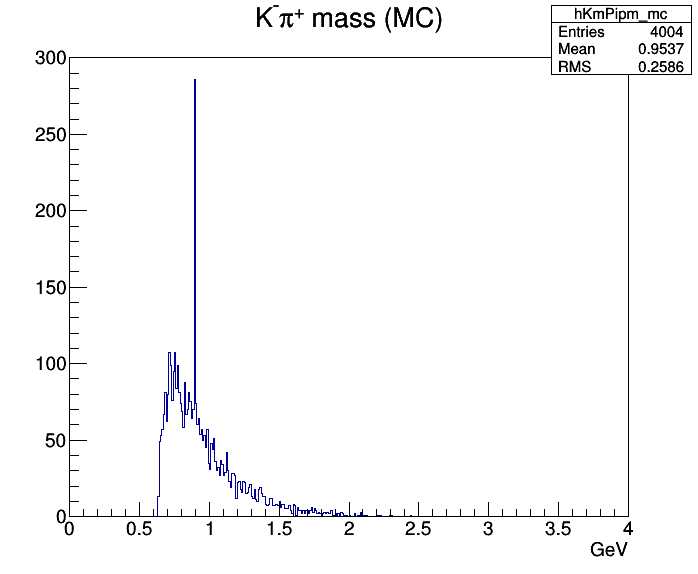 K⁻π⁺ mass (MC)
hKmPipm_mc
Entries 4004
Mean 0.9537
RMS 0.2586
300
250
200
150
100
50
0
0 0.5 1 1.5 2 2.5 3 3.5 4
GeV